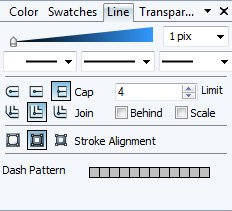 Color Swatches Line Transpar...
1 pix
Cap 4 Limit
Join Behind Scale
Stroke Alignment
Dash Pattern